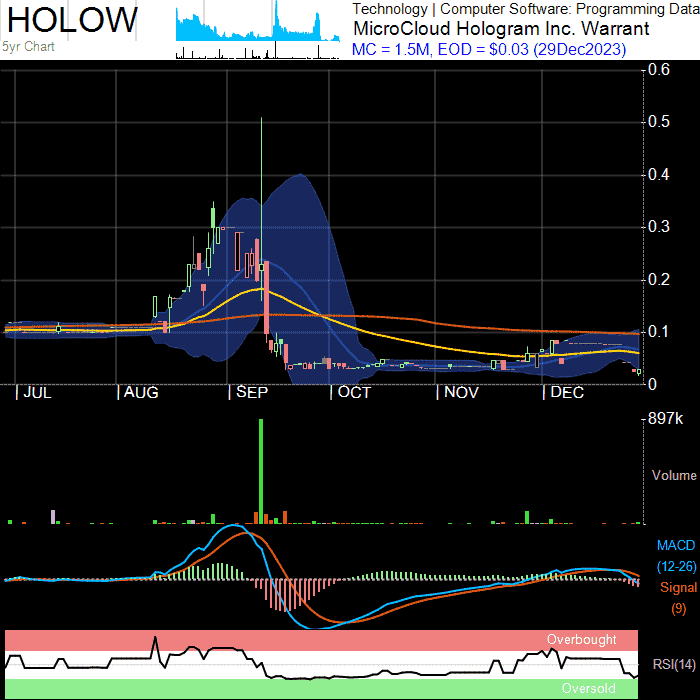 HOLOW
5yr Chart
Technology | Computer Software: Programming Data
MicroCloud Hologram Inc. Warrant
MC = 1.5M, EOD = $0.03 (29Dec2023)
0.6
0.5
0.4
0.3
0.2
0.1
0
| JUL | AUG | SEP | OCT | NOV | DEC
897k
Volume
MACD
(12-26)
Signal
(9)
Overbought
RSI(14)
Oversold